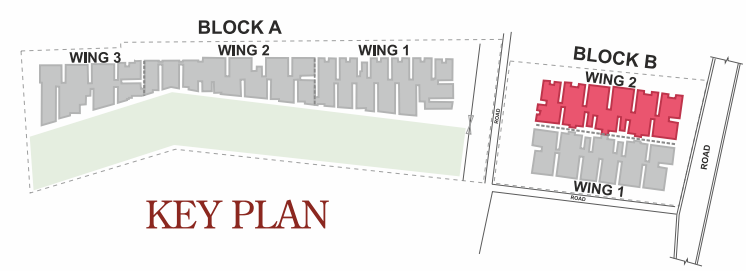 BLOCK A
WING 3
WING 2
WING 1
BLOCK B
WING 2
WING 1
ROAD
ROAD
ROAD
KEY PLAN